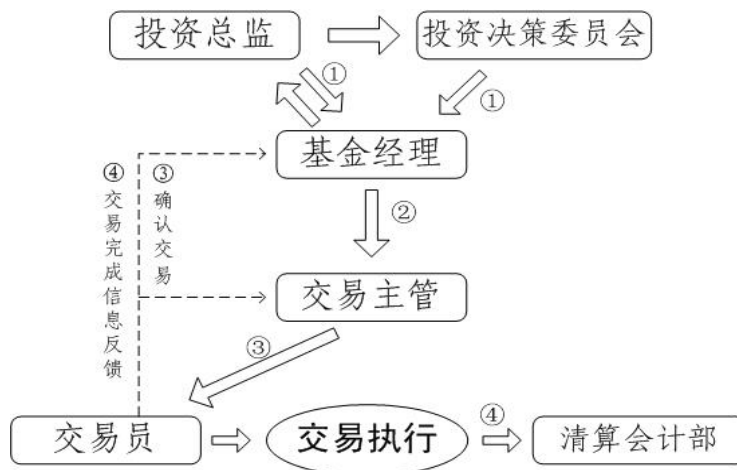 投资总监
投资决策委员会
①
①
基金经理
④交易完成信息反馈
③确认交易
②
交易主管
③
交易员
交易执行
④
清算会计部